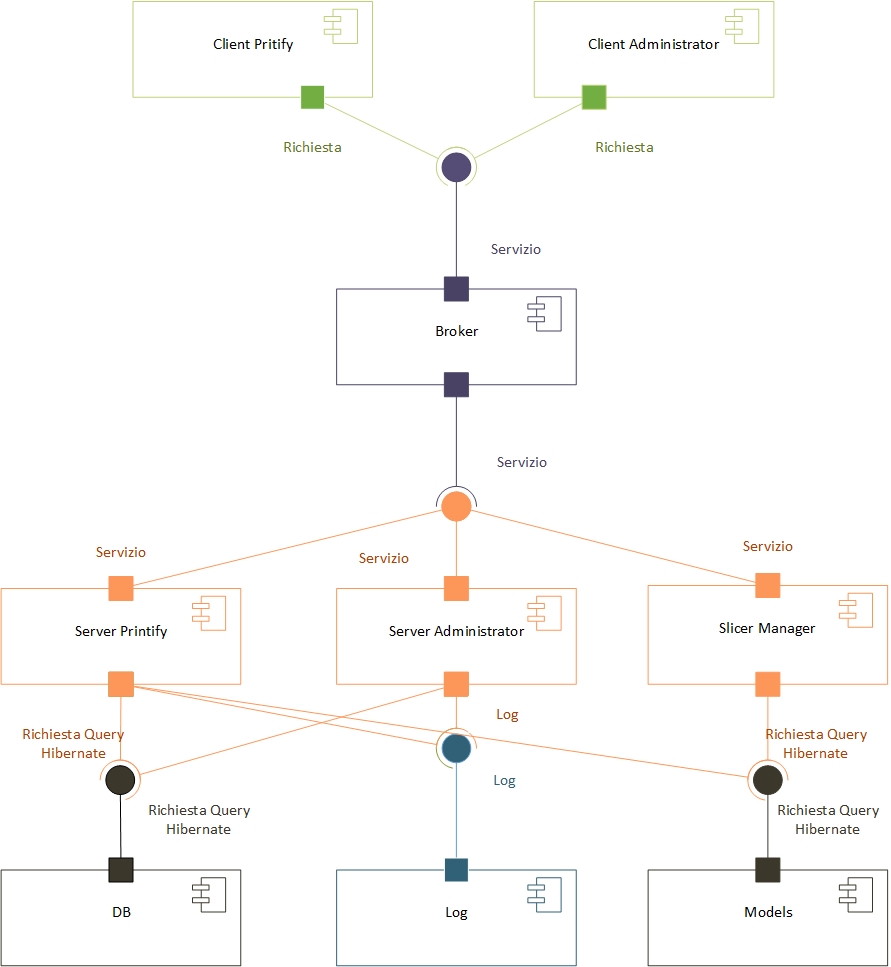 Client Pritify
Client Administrator
Richiesta
Richiesta
Servizio
Broker
Servizio
Servizio
Servizio
Servizio
Server Printify
Server Administrator
Slicer Manager
Log
Richiesta Query
Hibernate
Richiesta Query
Hibernate
Log
Richiesta Query
Hibernate
Richiesta Query
Hibernate
DB
Log
Models